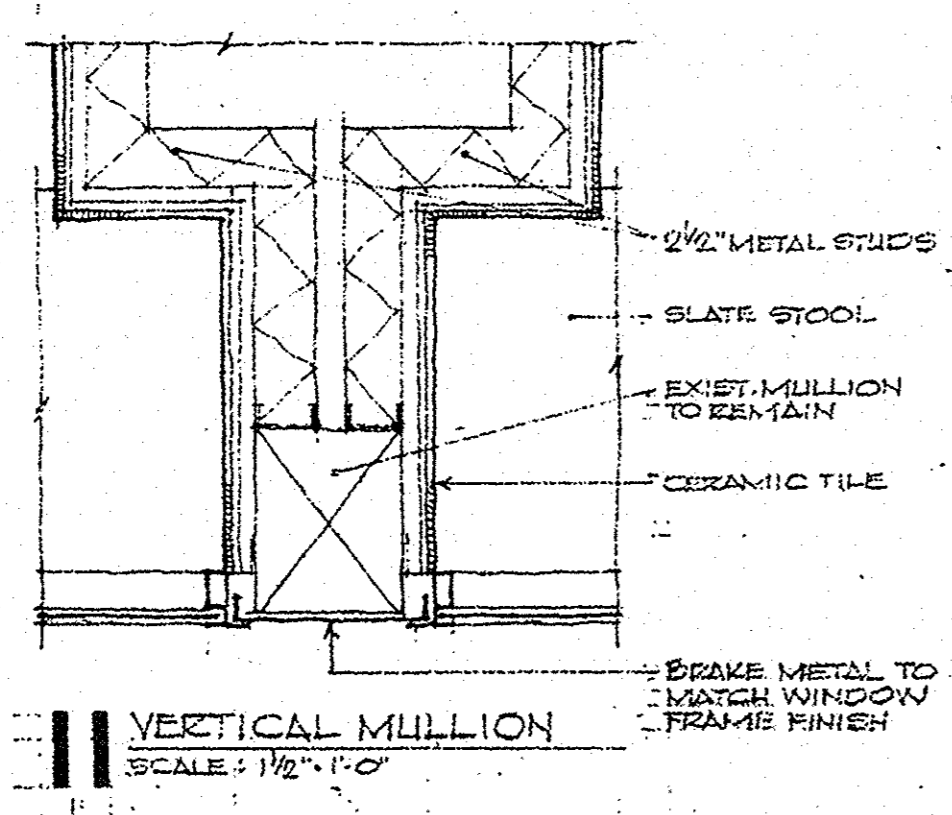 2½" METAL STUDS
SLATE STOOL
EXIST. MULLION
TO REMAIN
CERAMIC TILE
BRAKE METAL TO
MATCH WINDOW
FRAME FINISH
11 VERTICAL MULLION
SCALE : 1½" = 1'-0"